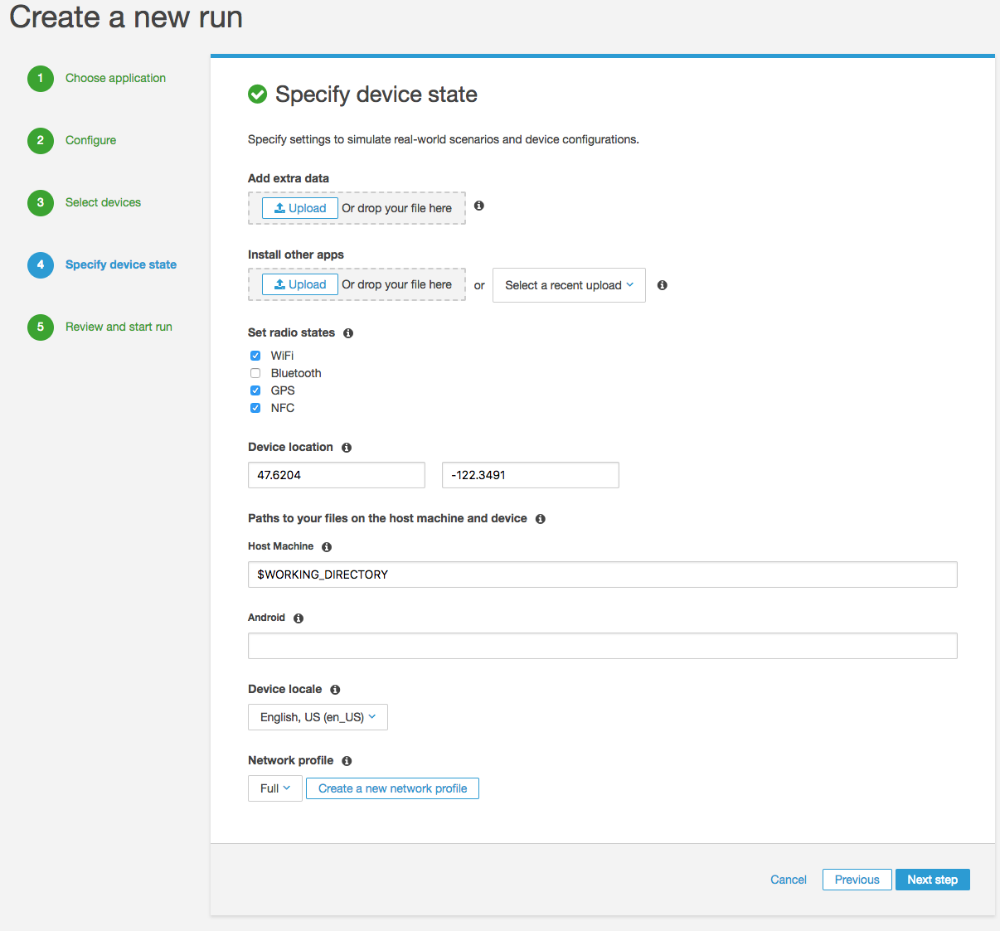 Create a new run
1 Choose application
2 Configure
3 Select devices
4 Specify device state
5 Review and start run
Specify device state
Specify settings to simulate real-world scenarios and device configurations.
Add extra data
Upload Or drop your file here
Install other apps
Upload Or drop your file here or Select a recent upload
Set radio states
WiFi
Bluetooth
GPS
NFC
Device location
47.6204 -122.3491
Paths to your files on the host machine and device
Host Machine
$WORKING_DIRECTORY
Android
Device locale
English, US (en_US)
Network profile
Full Create a new network profile
Cancel Previous Next step